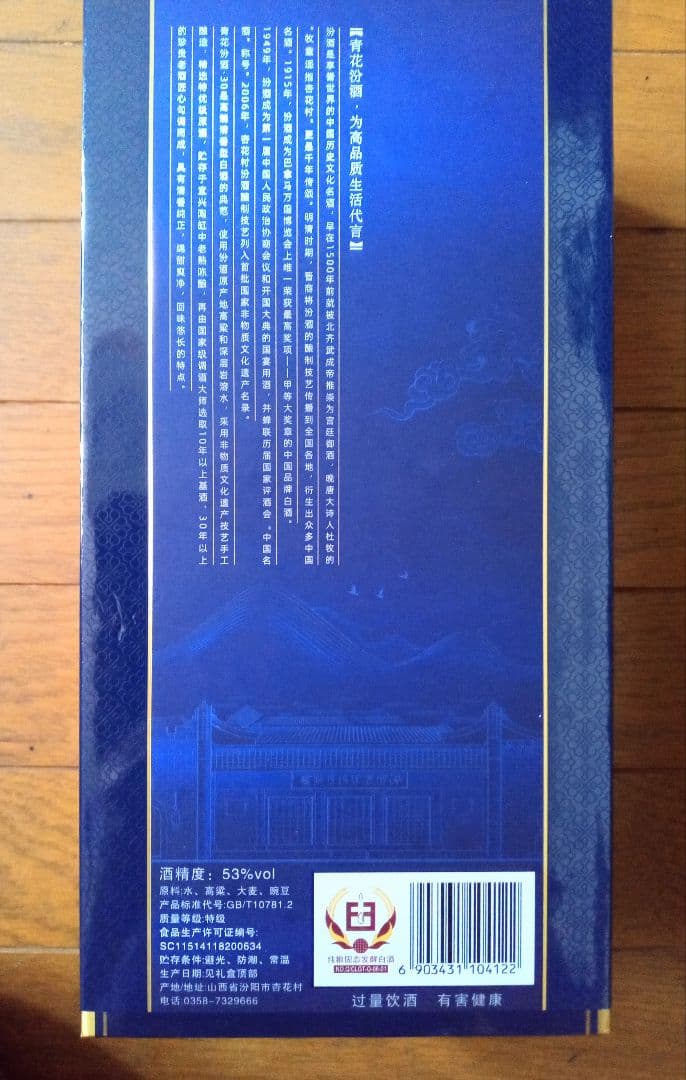 【青花汾酒,为高品质生活代言】
汾酒是享誉世界的中国历史文化名酒,早在1500年前就被北齐武成帝推崇为宫廷御酒,晚唐大诗人杜牧的
“牧童遥指杏花村”更是千年传颂。明清时期,晋商将汾酒的酿制技艺传播到全国各地,衍生出众多中国
名酒。1915年,汾酒成为巴拿马万国博览会上唯一荣获最高奖项——甲等大奖章的中国品牌白酒。
1949年,汾酒成为第一届中国人民政治协商会议和开国大典的国宴用酒,并蝉联历届国家评酒会“中国名
酒”称号。2006年,杏花村汾酒酿制技艺列入首批国家非物质文化遗产名录。
青花汾酒30是高端清香型白酒的典范,使用汾酒原产地高粱和深层岩溶水,采用非物质文化遗产技艺手工
酿造,精选特优级原酒,贮存于宜兴陶缸中老熟陈酿,再由国家级调酒大师选取10年以上基酒、30年以上
的珍贵老酒匠心勾调而成,具有清香纯正、绵甜爽净、回味悠长的特点。
酒精度:53%vol
原料:水、高粱、大麦、豌豆
产品标准代号:GB/T10781.2
质量等级:特级
食品生产许可证编号:
SC11514118200634
贮存条件:避光、防潮、常温
生产日期:见礼盒顶部
产地/地址:山西省汾阳市杏花村
电话:0358-7329666
纯粮固态发酵白酒
NO.Q/CLGT-Q-06-01
6 903431 104122
过量饮酒 有害健康